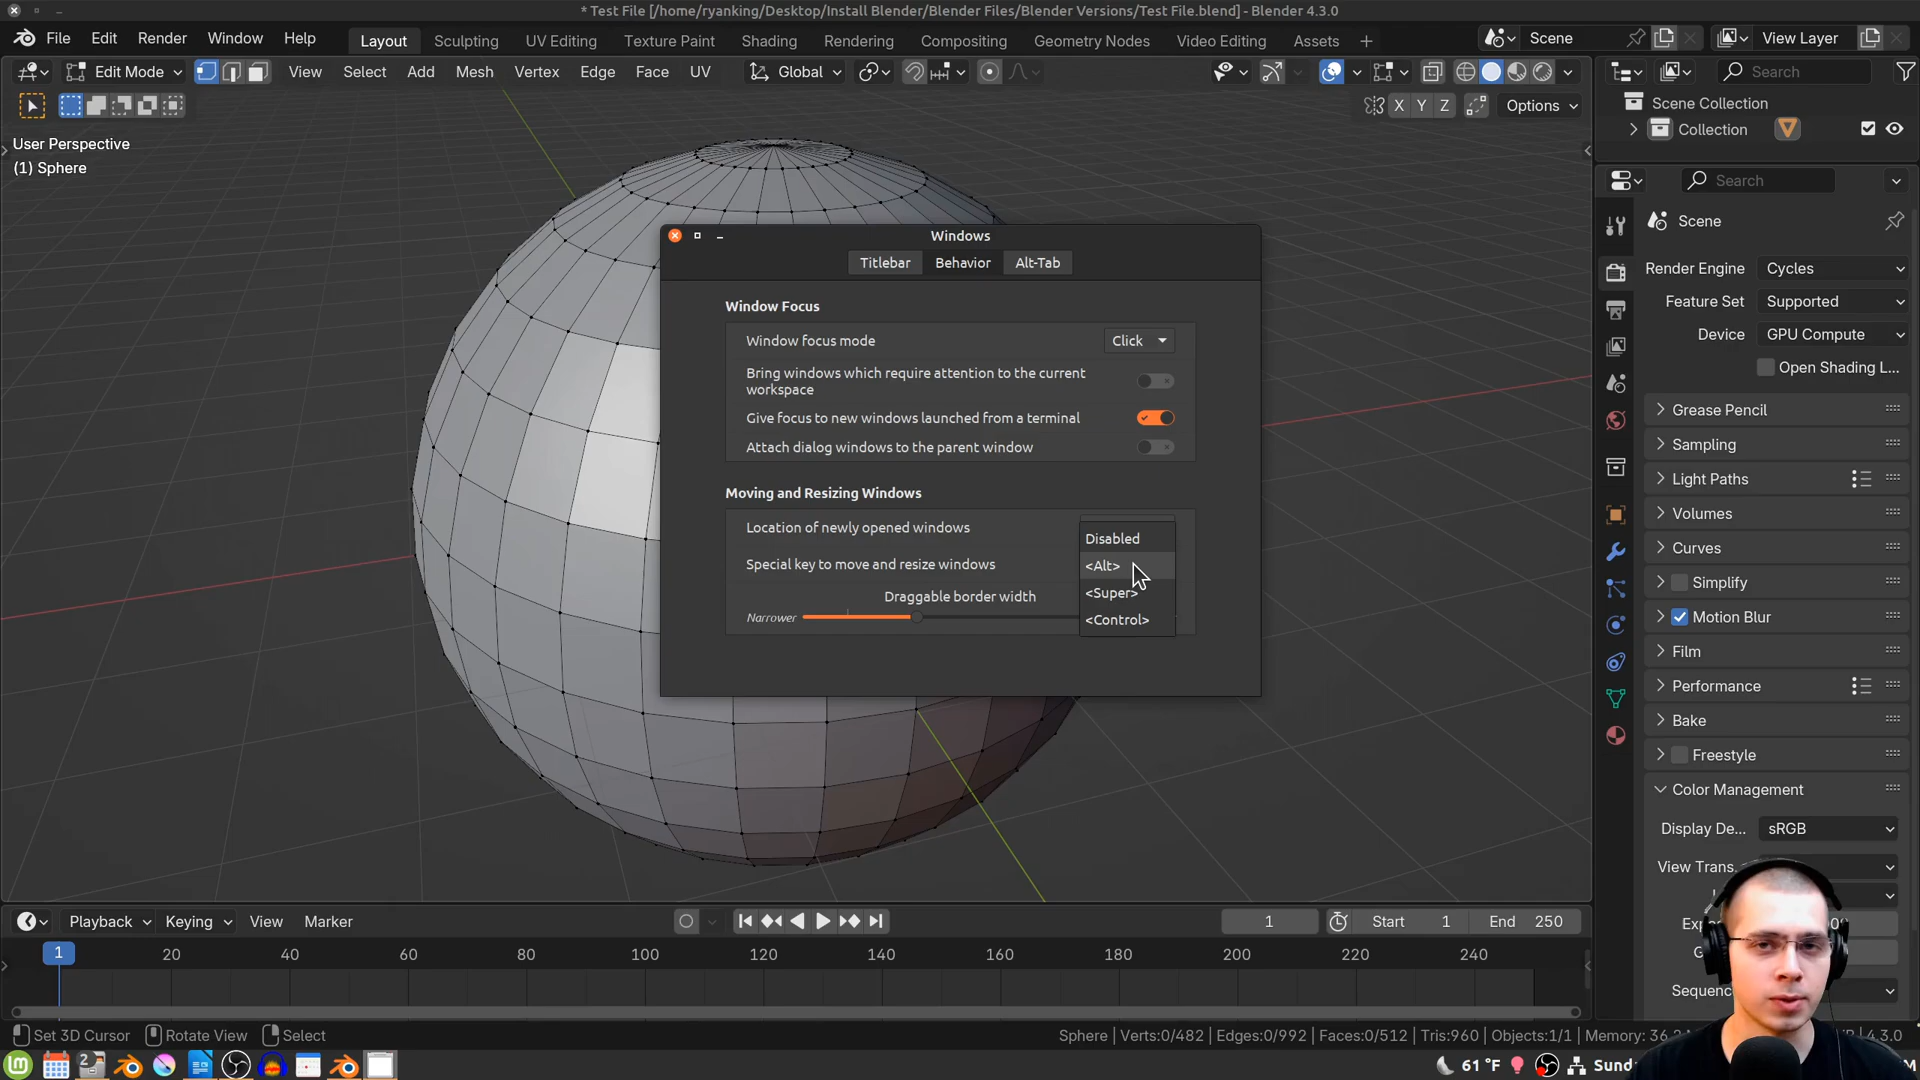 * Test File [/home/ryanking/Desktop/Install Blender/Blender Files/Blender Versions/Test File.blend] - Blender 4.3.0
File Edit Render Window Help Layout Sculpting UV Editing Texture Paint Shading Rendering Compositing Geometry Nodes Video Editing Assets + Scene View Layer
Edit Mode View Select Add Mesh Vertex Edge Face UV Global Search
X Y Z Options
Scene Collection
Collection
User Perspective
(1) Sphere
Search
Scene
Render Engine Cycles
Feature Set Supported
Device GPU Compute
Open Shading L...
Grease Pencil
Sampling
Light Paths
Volumes
Curves
Simplify
Motion Blur
Film
Performance
Bake
Freestyle
Color Management
Display De... sRGB
View Trans...
Sequenc
Windows
Titlebar Behavior Alt-Tab
Window Focus
Window focus mode Click
Bring windows which require attention to the current
workspace
Give focus to new windows launched from a terminal
Attach dialog windows to the parent window
Moving and Resizing Windows
Location of newly opened windows
Special key to move and resize windows
Draggable border width
Narrower
Disabled
<Alt>
<Super>
<Control>
Playback Keying View Marker 1 Start 1 End 250
1 20 40 60 80 100 120 140 160 180 200 220 240
Set 3D Cursor Rotate View Select Sphere | Verts:0/482 | Edges:0/992 | Faces:0/512 | Tris:960 | Objects:1/1 | Memory: 36.2 4.3.0
2 61 °F Sund